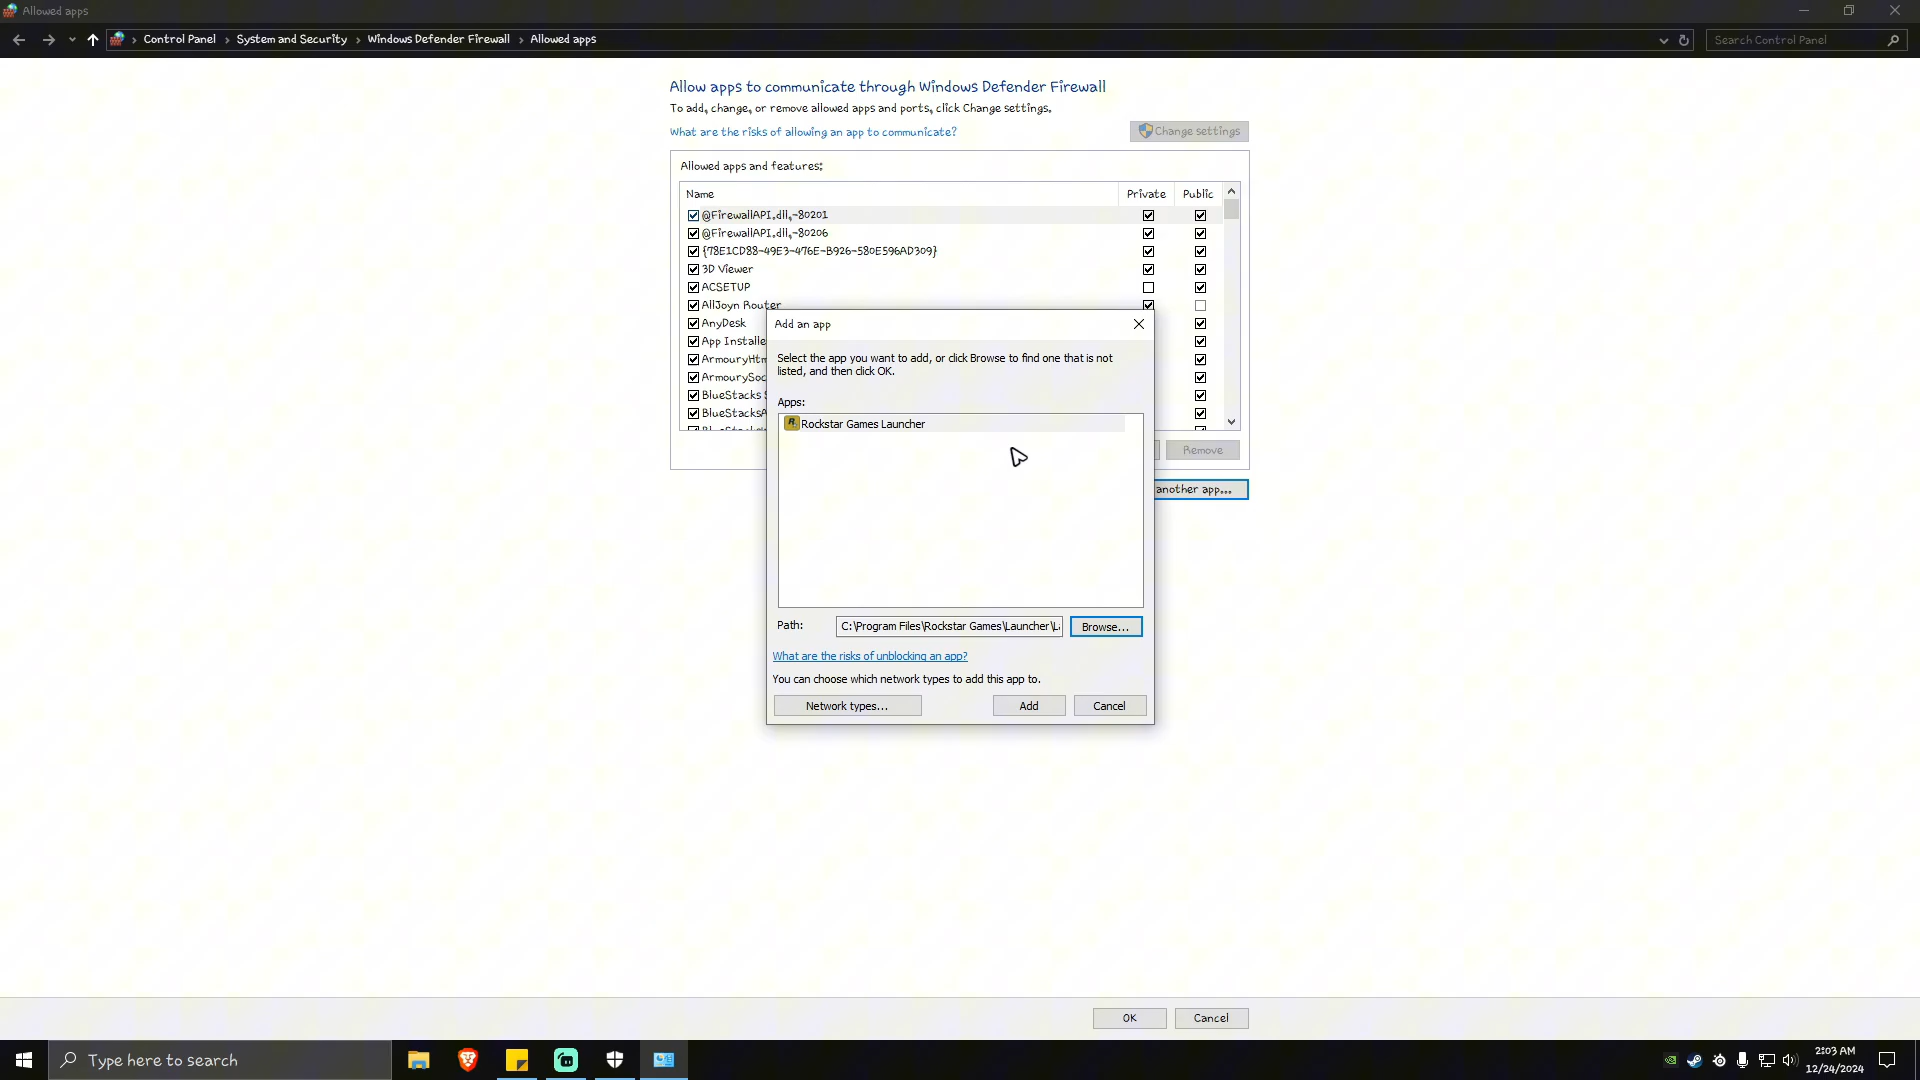 Allowed apps
Control Panel > System and Security > Windows Defender Firewall > Allowed apps
Search Control Panel
Allow apps to communicate through Windows Defender Firewall
To add, change, or remove allowed apps and ports, click Change settings.
What are the risks of allowing an app to communicate?
Change settings
Allowed apps and features:
Name Private Public
@FirewallAPI.dll,-80201
@FirewallAPI.dll,-80206
{78E1CD88-49E3-476E-B926-580E596AD309}
3D Viewer
ACSETUP
AllJoyn Router
AnyDesk
App Installe
ArmouryHtm
ArmourySoc
BlueStacks S
BlueStacksA
Remove
another app...
Add an app
Select the app you want to add, or click Browse to find one that is not
listed, and then click OK.
Apps:
Rockstar Games Launcher
Path: C:\Program Files\Rockstar Games\Launcher\L Browse...
What are the risks of unblocking an app?
You can choose which network types to add this app to.
Network types... Add Cancel
OK Cancel
Type here to search
2:03 AM
12/24/2024